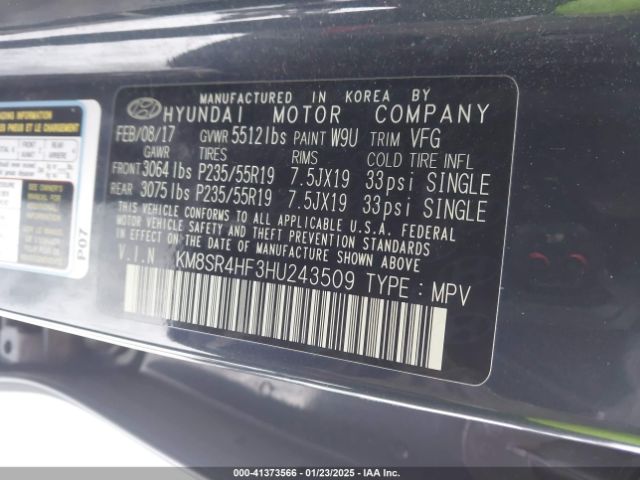 MANUFACTURED IN KOREA BY
HYUNDAI MOTOR COMPANY
FEB/08/17 GVWR 5512lbs PAINT W9U TRIM VFG
GAWR TIRES RIMS COLD TIRE INFL
FRONT 3064 lbs P235/55R19 7.5JX19 33psi SINGLE
REAR 3075 lbs P235/55R19 7.5JX19 33psi SINGLE
THIS VEHICLE CONFORMS TO ALL APPLICABLE U.S.A. FEDERAL
MOTOR VEHICLE SAFETY AND THEFT PREVENTION STANDARDS
IN EFFECT ON THE DATE OF MANUFACTURE SHOWN ABOVE.
V.I.N KM8SR4HF3HU243509 TYPE : MPV
P07
000-41373566 - 01/23/2025 - IAA Inc.